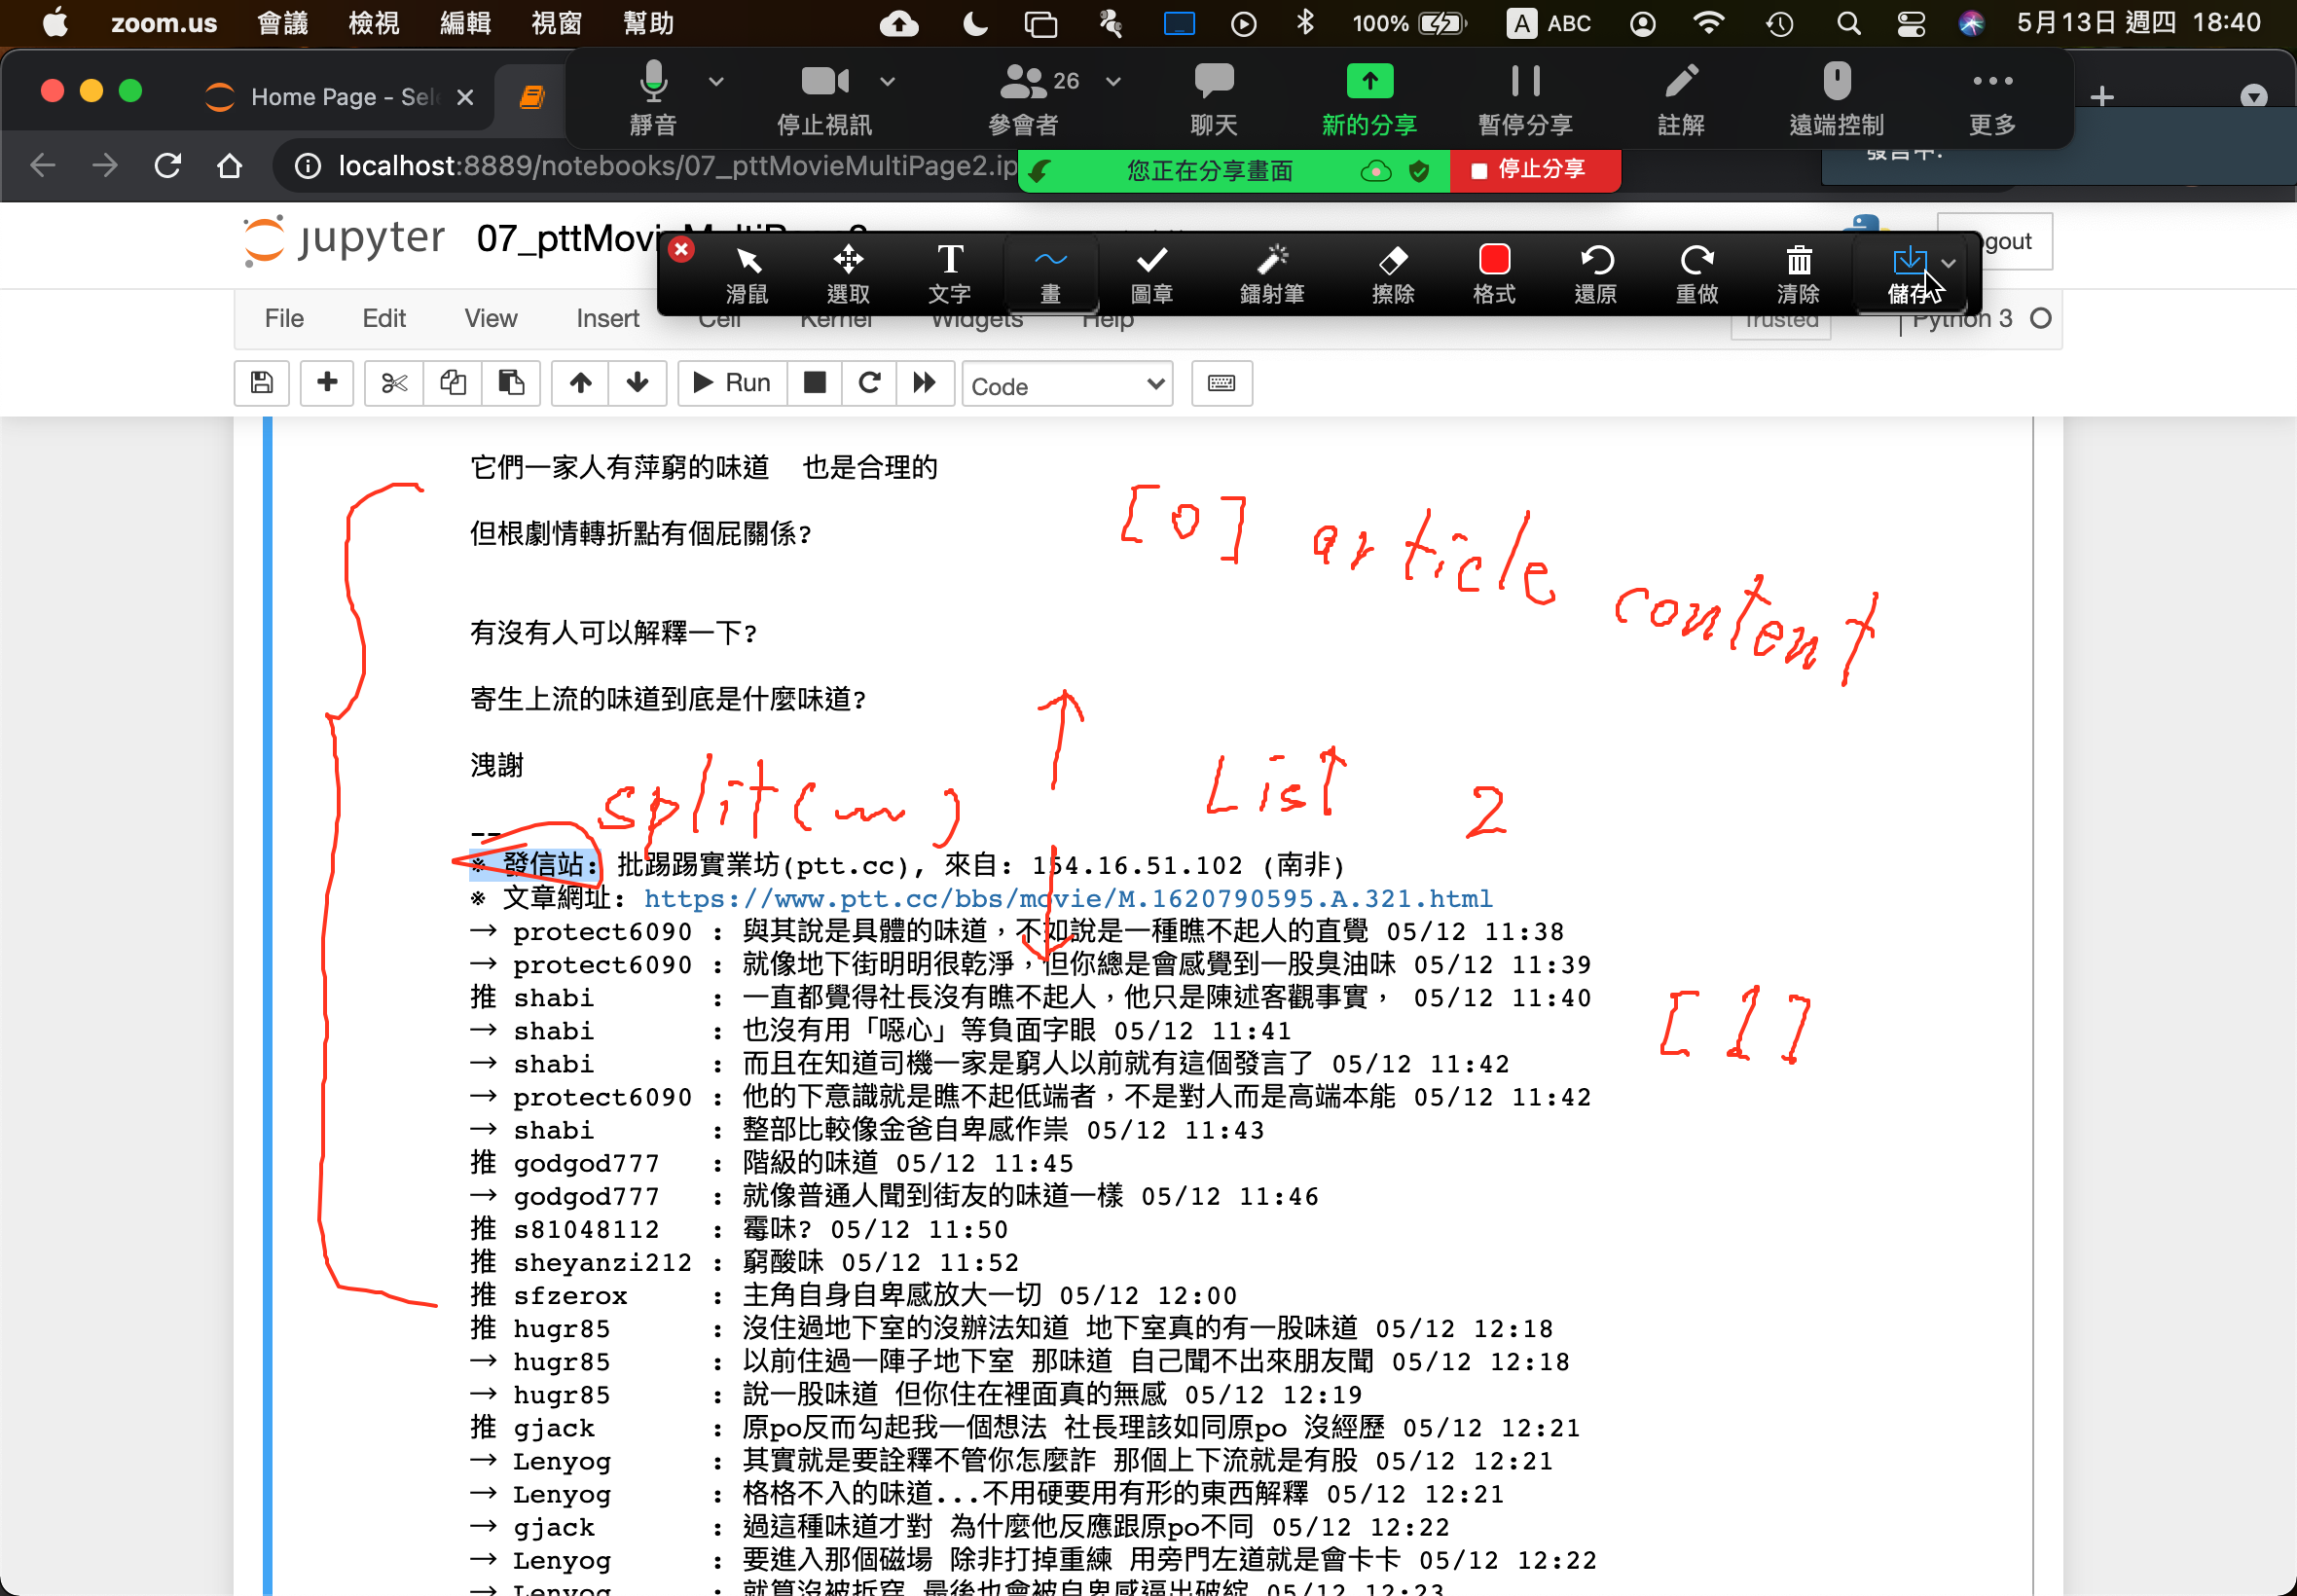 zoom.us 會議 檢視 編輯 視窗 幫助 100% A ABC 5月13日 週四 18:40
Home Page - Sel
靜音 停止視訊 26 參會者 聊天 新的分享 暫停分享 註解 遠端控制 更多
localhost:8889/notebooks/07_pttMovieMultiPage2.ip
您正在分享畫面 停止分享
發言中:
jupyter 07_pttMovieMultiPage2
gout
滑鼠 選取 文字 畫 圖章 鐳射筆 擦除 格式 還原 重做 清除 儲存
File Edit View Insert Cell Kernel Widgets Help Trusted Python 3
Run Code
它們一家人有萍窮的味道 也是合理的
[0] article content
但根劇情轉折點有個屁關係?
有沒有人可以解釋一下?
寄生上流的味道到底是什麼味道?
洩謝
split( ) List 2
--
※ 發信站: 批踢踢實業坊(ptt.cc), 來自: 154.16.51.102 (南非)
※ 文章網址: https://www.ptt.cc/bbs/movie/M.1620790595.A.321.html
→ protect6090 : 與其說是具體的味道，不如說是一種瞧不起人的直覺 05/12 11:38
→ protect6090 : 就像地下街明明很乾淨，但你總是會感覺到一股臭油味 05/12 11:39
推 shabi : 一直都覺得社長沒有瞧不起人，他只是陳述客觀事實， 05/12 11:40
[1]
→ shabi : 也沒有用「噁心」等負面字眼 05/12 11:41
→ shabi : 而且在知道司機一家是窮人以前就有這個發言了 05/12 11:42
→ protect6090 : 他的下意識就是瞧不起低端者，不是對人而是高端本能 05/12 11:42
→ shabi : 整部比較像金爸自卑感作祟 05/12 11:43
推 godgod777 : 階級的味道 05/12 11:45
→ godgod777 : 就像普通人聞到街友的味道一樣 05/12 11:46
推 s81048112 : 霉味? 05/12 11:50
推 sheyanzi212 : 窮酸味 05/12 11:52
推 sfzerox : 主角自身自卑感放大一切 05/12 12:00
推 hugr85 : 沒住過地下室的沒辦法知道 地下室真的有一股味道 05/12 12:18
→ hugr85 : 以前住過一陣子地下室 那味道 自己聞不出來朋友聞 05/12 12:18
→ hugr85 : 說一股味道 但你住在裡面真的無感 05/12 12:19
推 gjack : 原po反而勾起我一個想法 社長理該如同原po 沒經歷 05/12 12:21
→ Lenyog : 其實就是要詮釋不管你怎麼詐 那個上下流就是有股 05/12 12:21
→ Lenyog : 格格不入的味道...不用硬要用有形的東西解釋 05/12 12:21
→ gjack : 過這種味道才對 為什麼他反應跟原po不同 05/12 12:22
→ Lenyog : 要進入那個磁場 除非打掉重練 用旁門左道就是會卡卡 05/12 12:22
→ Lenyog : 就算沒被拆穿 最後也會被自卑感逼出破綻 05/12 12:23